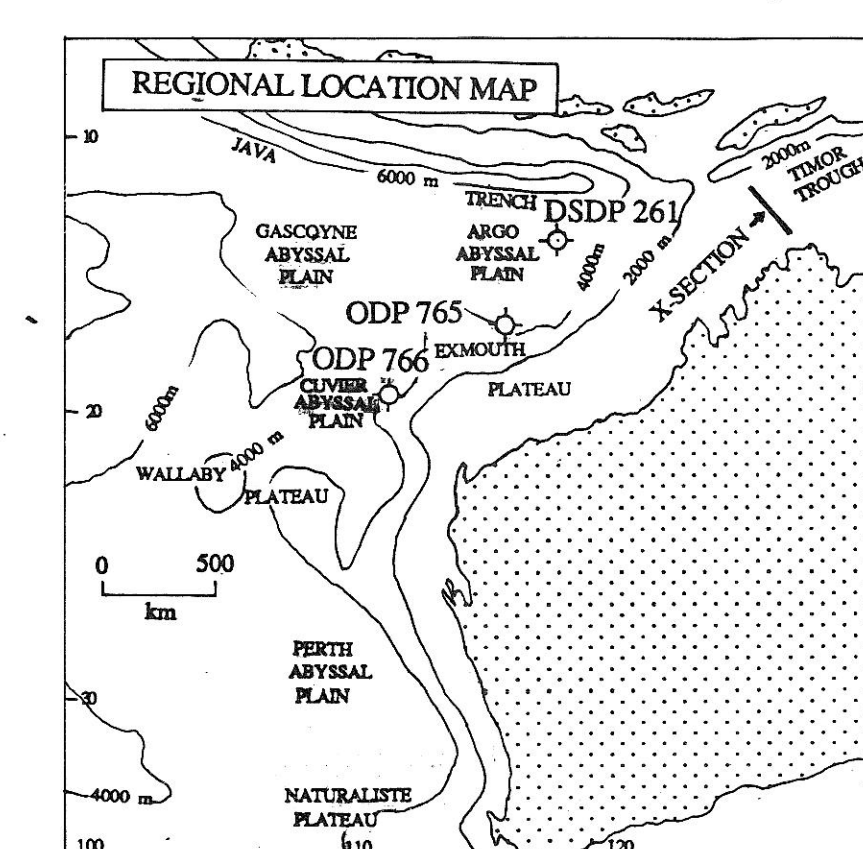 REGIONAL LOCATION MAP
10
JAVA
6000 m
TRENCH
2000m
TIMOR
TROUGH
DSDP 261
GASCOYNE
ABYSSAL
PLAIN
ARGO
ABYSSAL
PLAIN
4000m
2000 m
X-SECTION
ODP 765
EXMOUTH
PLATEAU
ODP 766
CUVIER
ABYSSAL
PLAIN
20
6000m
4000 m
WALLABY
PLATEAU
0 500
km
PERTH
ABYSSAL
PLAIN
30
4000 m
NATURALISTE
PLATEAU
100 110 120